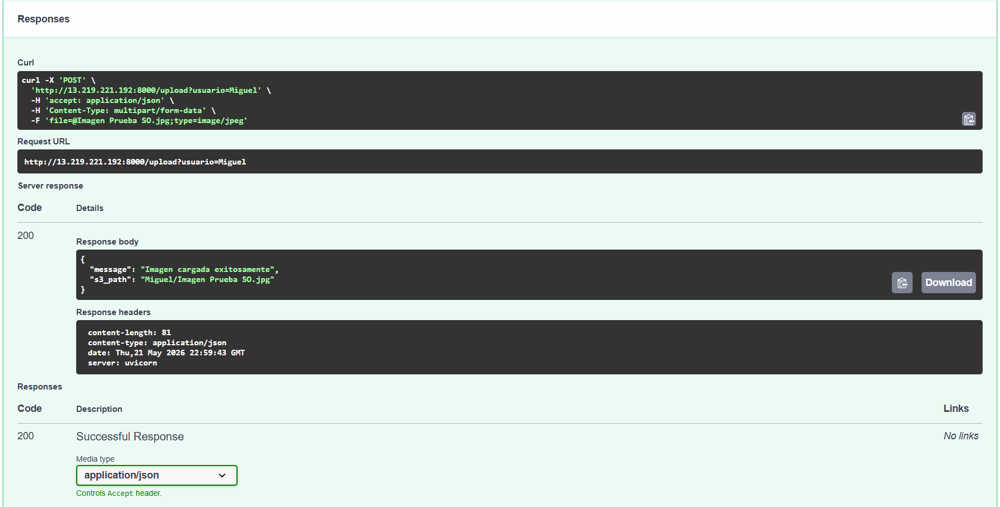 Responses
Curl
curl -X 'POST' \
  'http://13.219.221.192:8000/upload?usuario=Miguel' \
  -H 'accept: application/json' \
  -H 'Content-Type: multipart/form-data' \
  -F 'file=@Imagen Prueba SO.jpg;type=image/jpeg'
Request URL
http://13.219.221.192:8000/upload?usuario=Miguel
Server response
Code Details
200
Response body
{
  "message": "Imagen cargada exitosamente",
  "s3_path": "Miguel/Imagen Prueba SO.jpg"
}
Download
Response headers
content-length: 81
content-type: application/json
date: Thu,21 May 2026 22:59:43 GMT
server: uvicorn
Responses
Code Description Links
200 Successful Response No links
Media type
application/json
Controls Accept header.